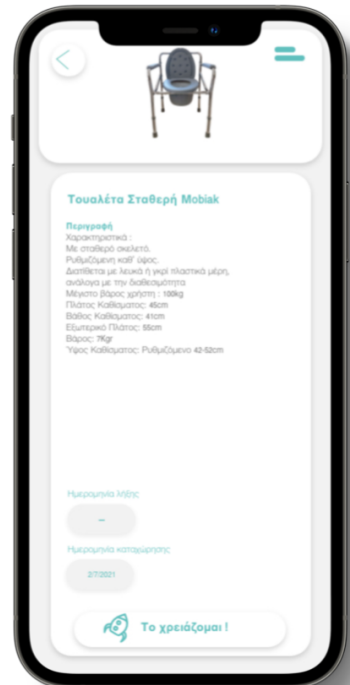 Τουαλέτα Σταθερή Mobiak
Περιγραφή
Χαρακτηριστικά :
Με σταθερό σκελετό.
Ρυθμιζόμενη καθ' ύψος.
Διατίθεται με λευκά ή γκρί πλαστικά μέρη,
ανάλογα με την διαθεσιμότητα
Μέγιστο βάρος χρήστη : 100kg
Πλάτος Καθίσματος: 45cm
Βάθος Καθίσματος: 41cm
Εξωτερικό Πλάτος: 55cm
Βάρος: 7Kgr
Ύψος Καθίσματος: Ρυθμιζόμενο 42-52cm
Ημερομηνία λήξης
--
Ημερομηνία καταχώρησης
2/7/2021
Το χρειάζομαι !